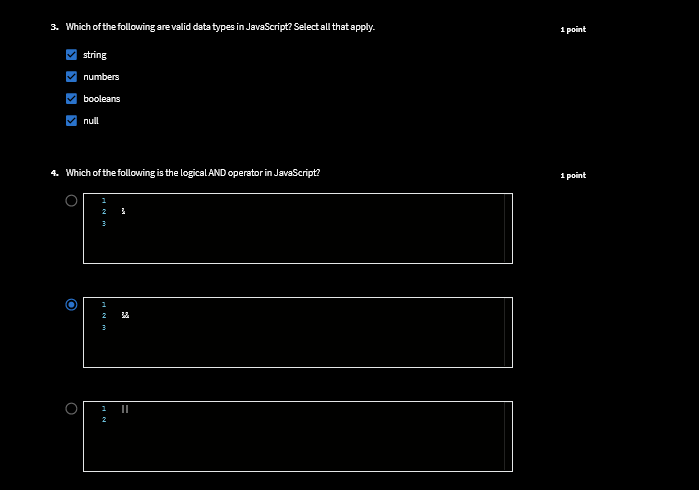 3. Which of the following are valid data types in JavaScript? Select all that apply.
1 point
string
numbers
booleans
null
4. Which of the following is the logical AND operator in JavaScript?
1 point
1
2 &
3
1
2 &&
3
1 ||
2